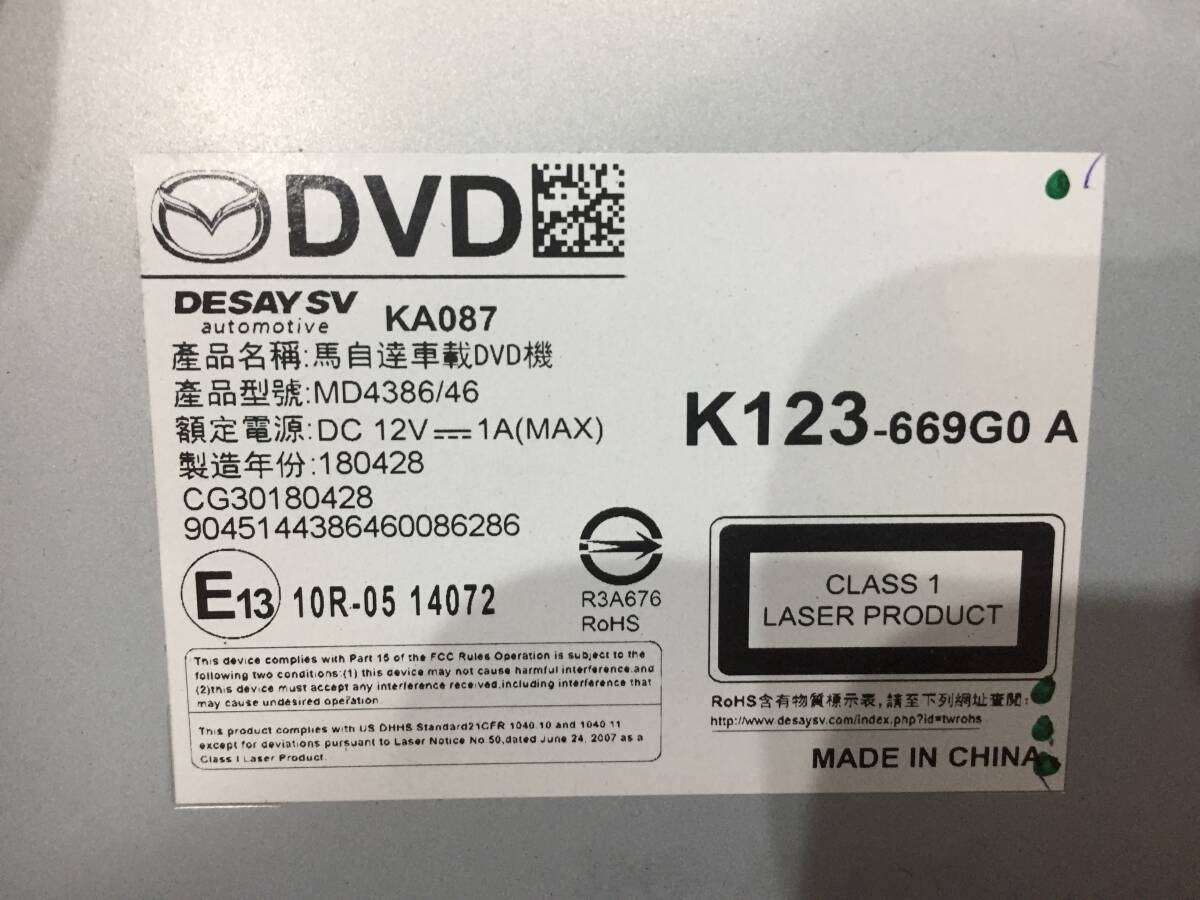 DVD
DESAY SV
automotive
KA087
產品名稱:馬自達車載DVD機
產品型號:MD4386/46
額定電源:DC 12V⎓1A(MAX)
製造年份:180428
CG30180428
9045144386460086286
E13 10R-05 14072
R3A676
RoHS
This device complies with Part 15 of the FCC Rules Operation is subject to the
following two conditions:(1) this device may not cause harmful interference.and
(2)this device must accept any interference received,including interference that
may cause undesired operation.
This product complies with US DHHS Standard21CFR 1040.10 and 1040.11
except for deviations pursuant to Laser Notice No.50,dated June 24, 2007 as a
Class I Laser Product.
K123-669G0 A
CLASS 1
LASER PRODUCT
RoHS含有物質標示表,請至下列網址查閱:
http://www.desaysv.com/index.php?id=twrohs
MADE IN CHINA